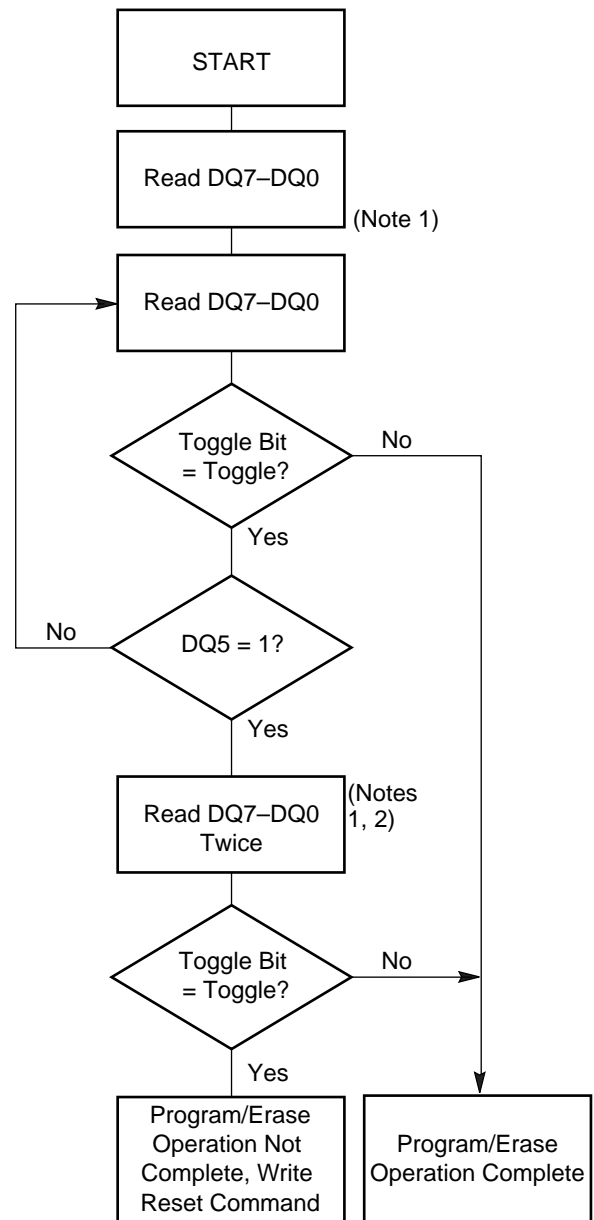 START
Read DQ7–DQ0
(Note 1)
Read DQ7–DQ0
Toggle Bit
= Toggle?
No
Yes
No
DQ5 = 1?
Yes
Read DQ7–DQ0
Twice
(Notes
1, 2)
Toggle Bit
= Toggle?
No
Yes
Program/Erase
Operation Not
Complete, Write
Reset Command
Program/Erase
Operation Complete